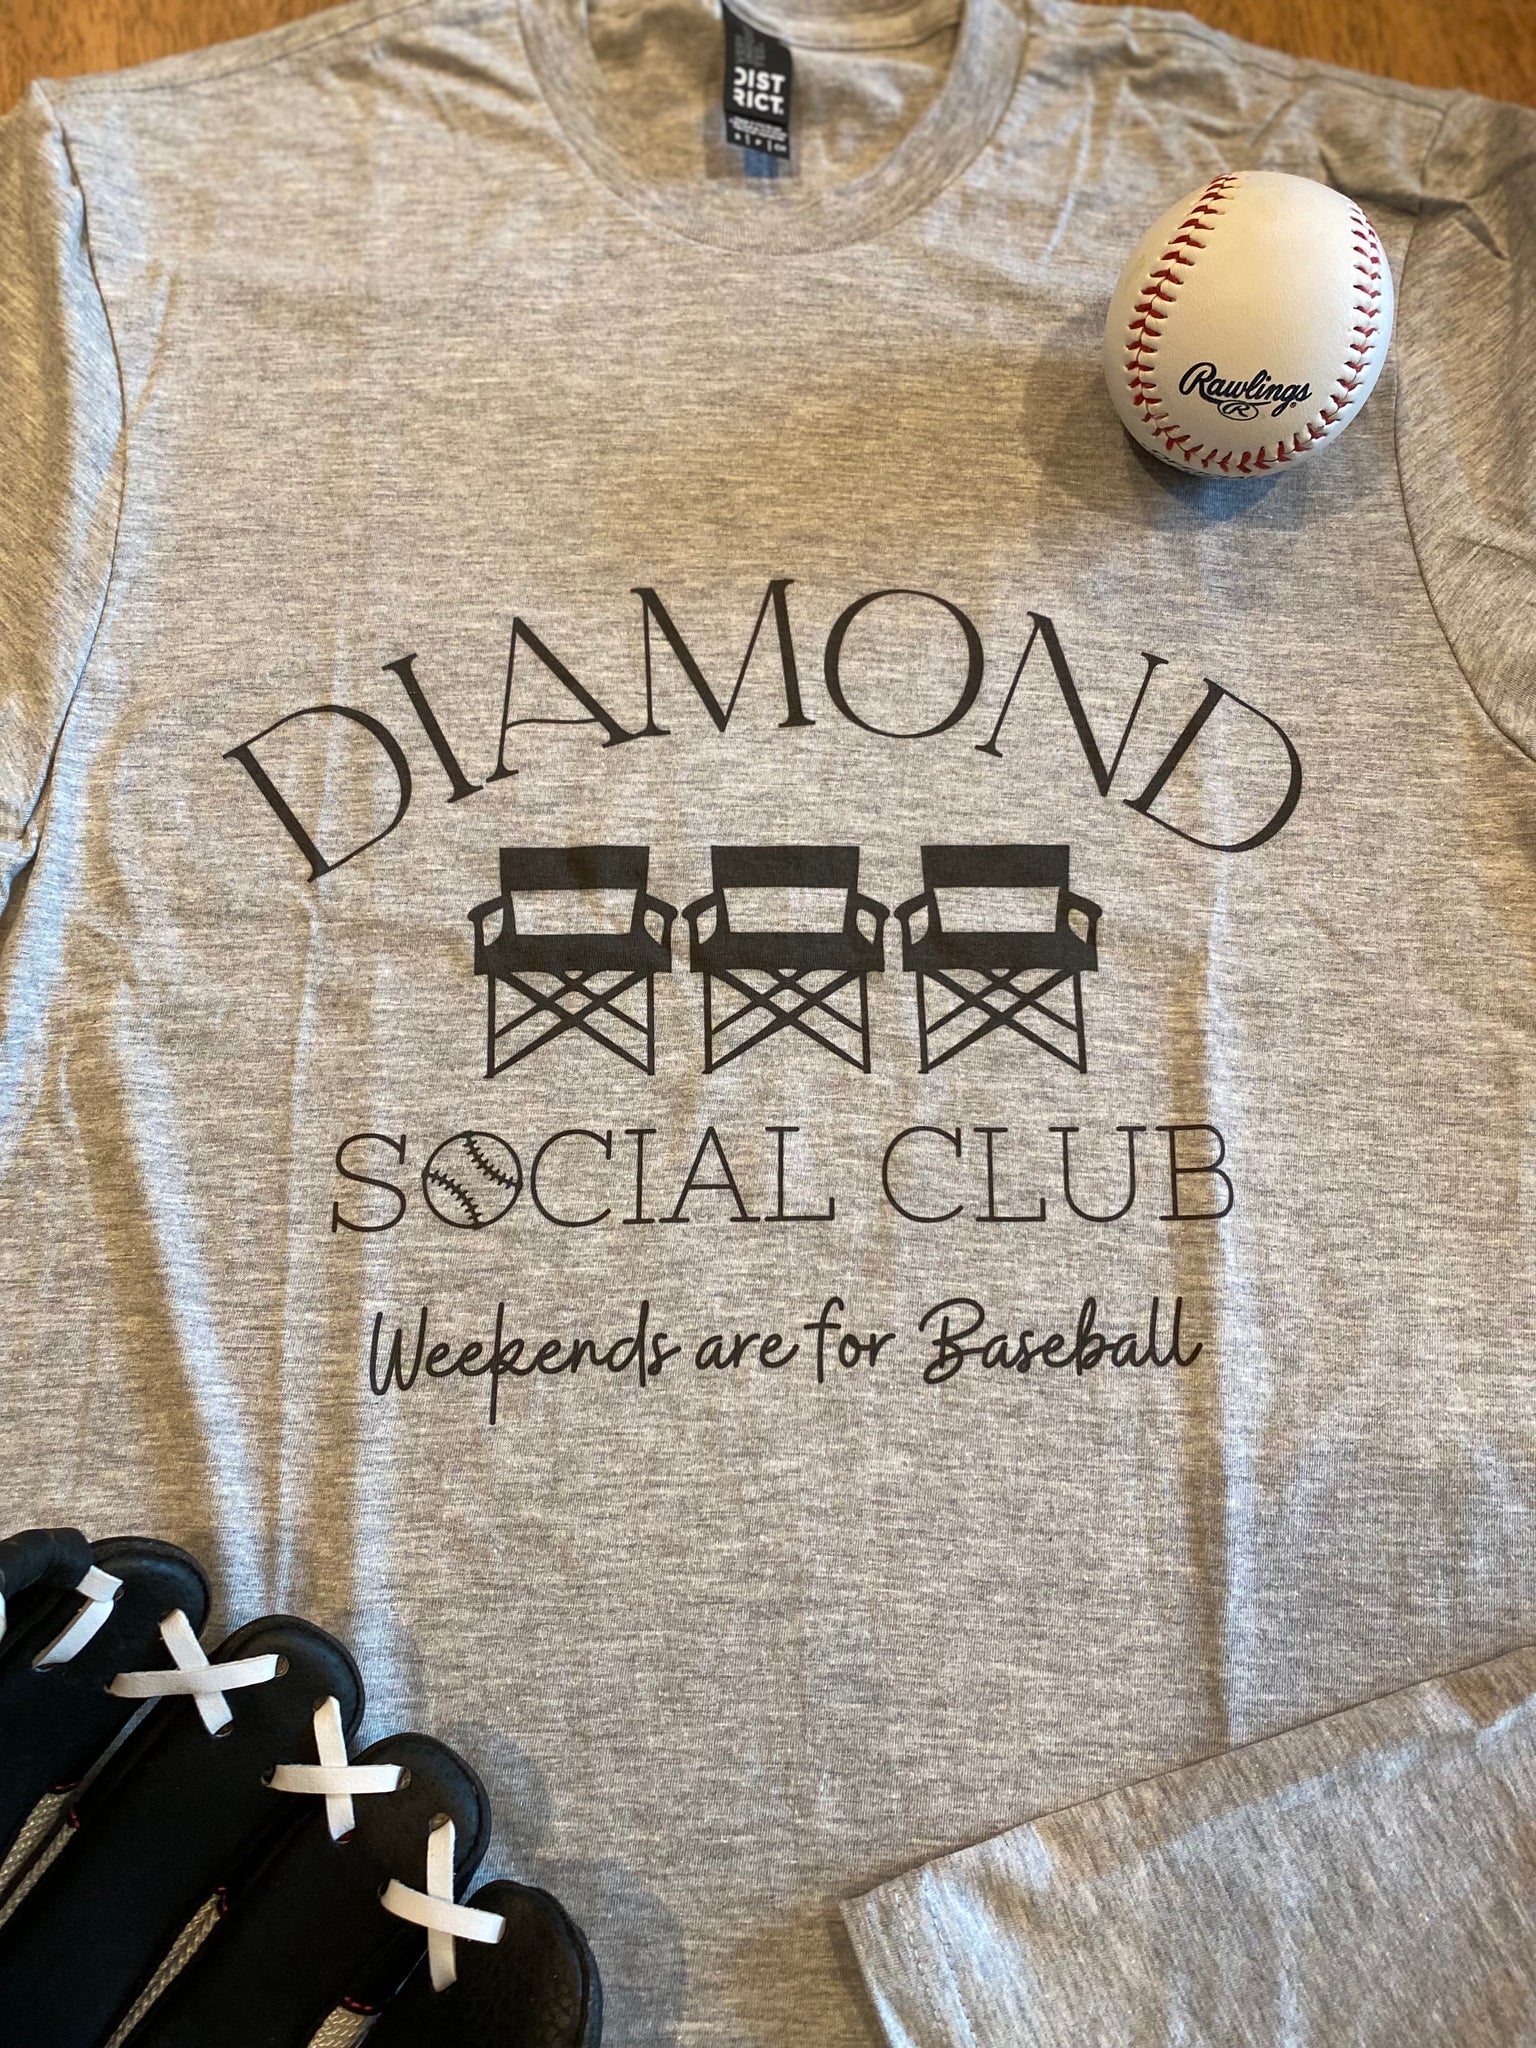 DIST
RICT.
Rawlings
R
DIAMOND
SOCIAL CLUB
Weekends are for Baseball